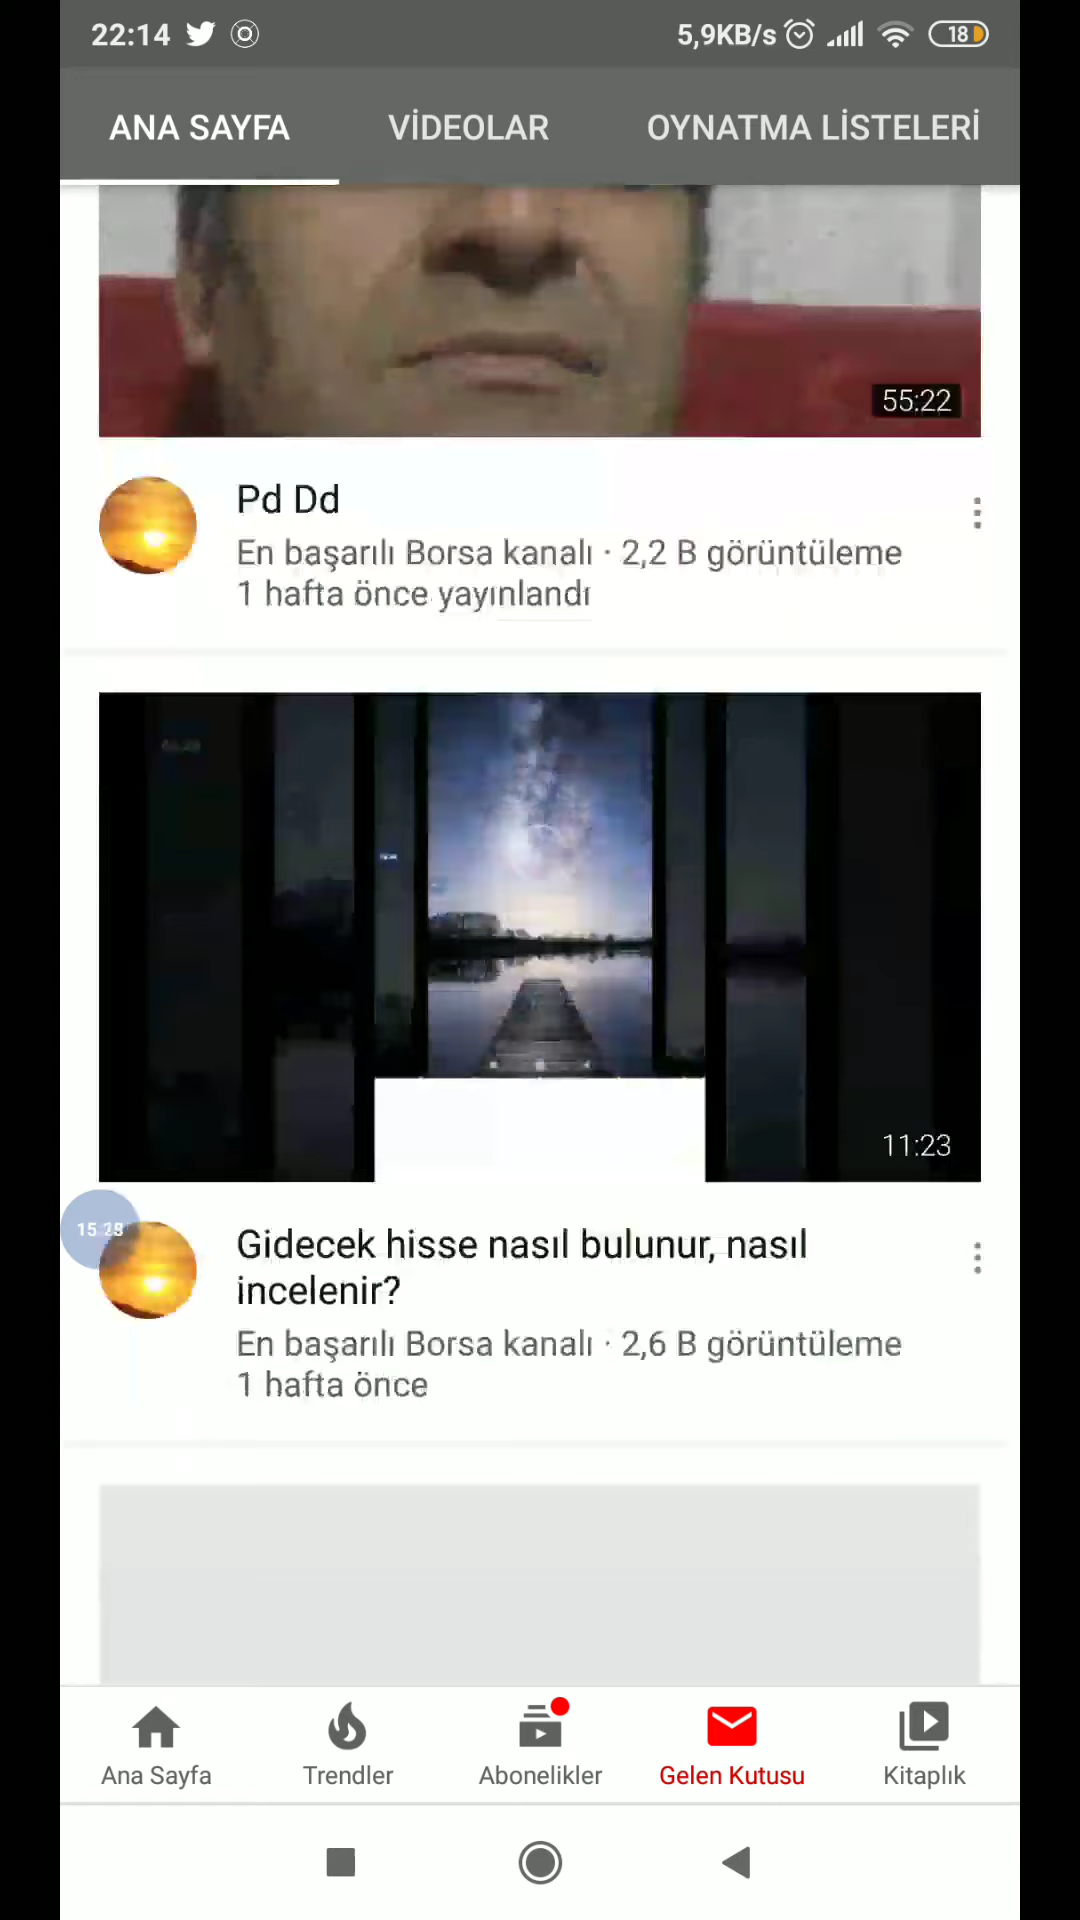 22:14
5,9KB/s
18
ANA SAYFA
VİDEOLAR
OYNATMA LİSTELERİ
55:22
Pd Dd
En başarılı Borsa kanalı · 2,2 B görüntüleme
1 hafta önce yayınlandı
11:23
Gidecek hisse nasıl bulunur, nasıl
incelenir?
En başarılı Borsa kanalı · 2,6 B görüntüleme
1 hafta önce
Ana Sayfa
Trendler
Abonelikler
Gelen Kutusu
Kitaplık